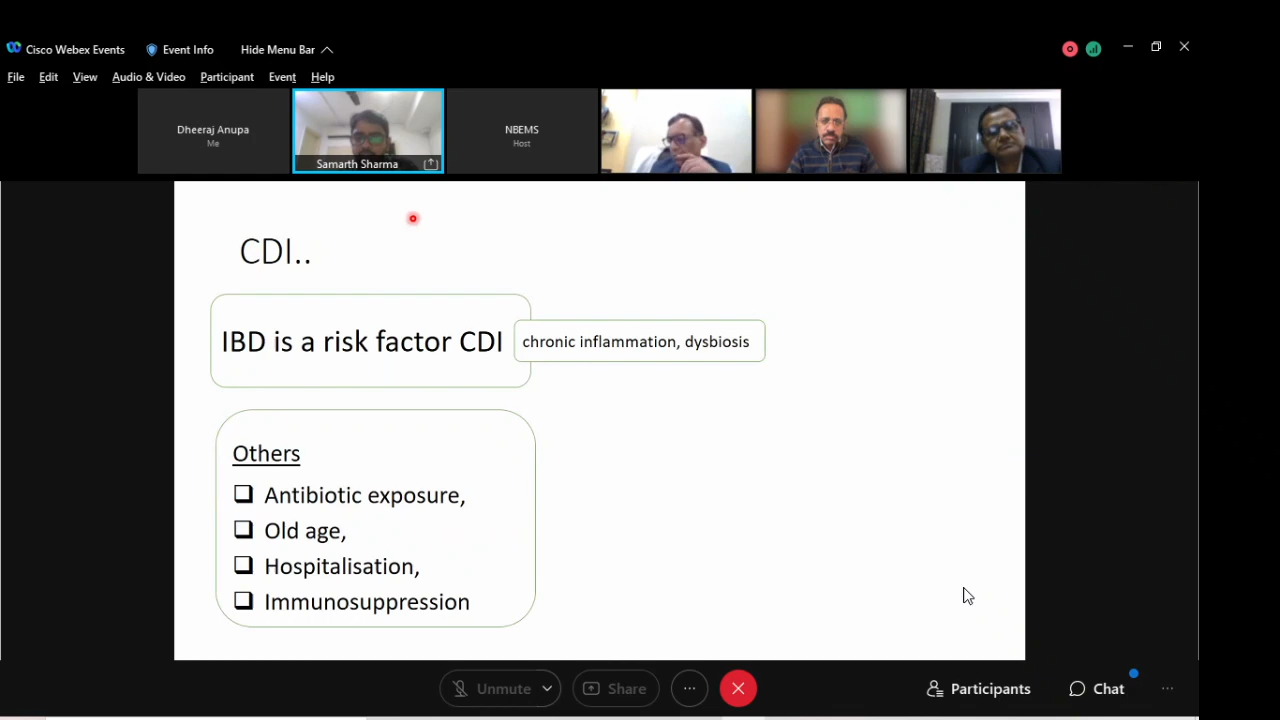 Cisco Webex Events Event Info Hide Menu Bar
File Edit View Audio & Video Participant Event Help
Dheeraj Anupa
Me
Samarth Sharma
NBEMS
Host
CDI..
IBD is a risk factor CDI
chronic inflammation, dysbiosis
Others
Antibiotic exposure,
Old age,
Hospitalisation,
Immunosuppression
Unmute Share Participants Chat